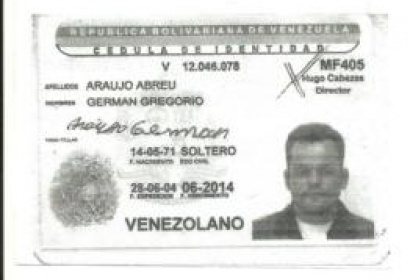 REPUBLICA BOLIVARIANA DE VENEZUELA
CEDULA DE IDENTIDAD
V 12.046.078
MF405
Hugo Cabezas
Director
APELLIDOS ARAUJO ABREU
NOMBRES GERMAN GREGORIO
Araujo German
FIRMA TITULAR
14-05-71 SOLTERO
F. NACIMIENTO EDO CIVIL
28-06-04 06-2014
F. EXPEDICION F. VENCIMIENTO
VENEZOLANO